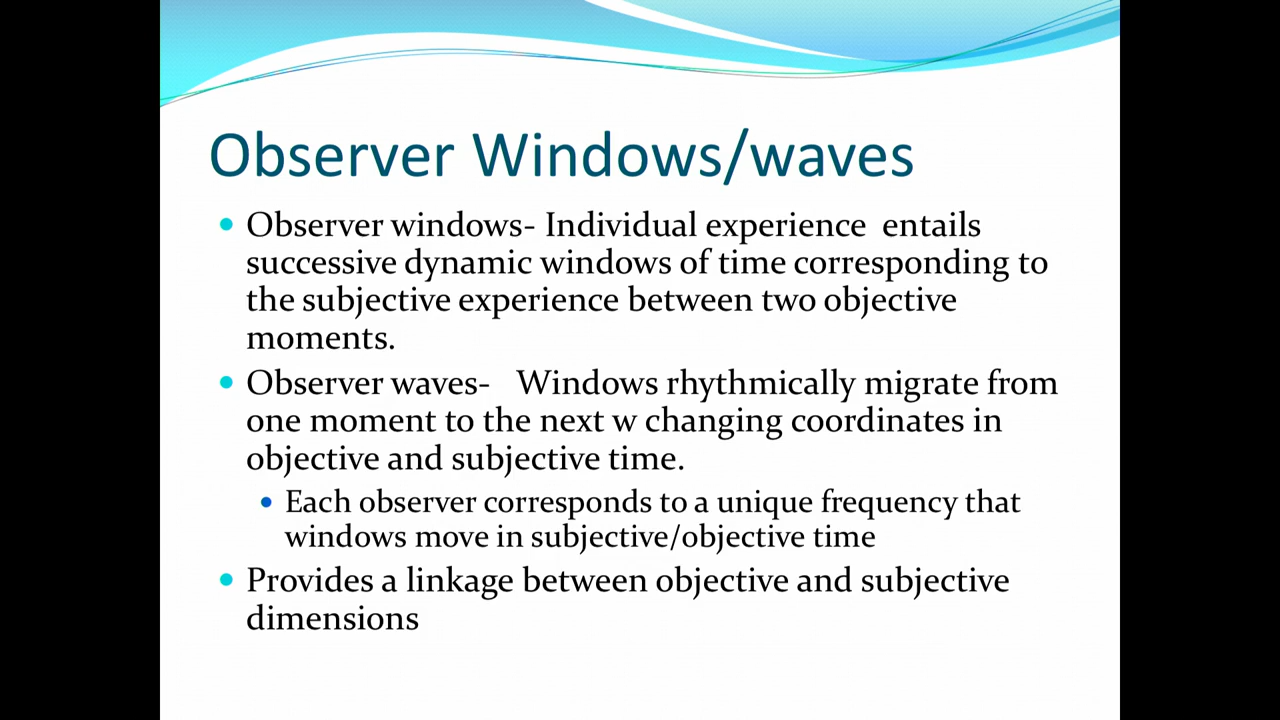 Observer Windows/waves
• Observer windows- Individual experience  entails
successive dynamic windows of time corresponding to
the subjective experience between two objective
moments.
• Observer waves-   Windows rhythmically migrate from
one moment to the next w changing coordinates in
objective and subjective time.
• Each observer corresponds to a unique frequency that
windows move in subjective/objective time
• Provides a linkage between objective and subjective
dimensions